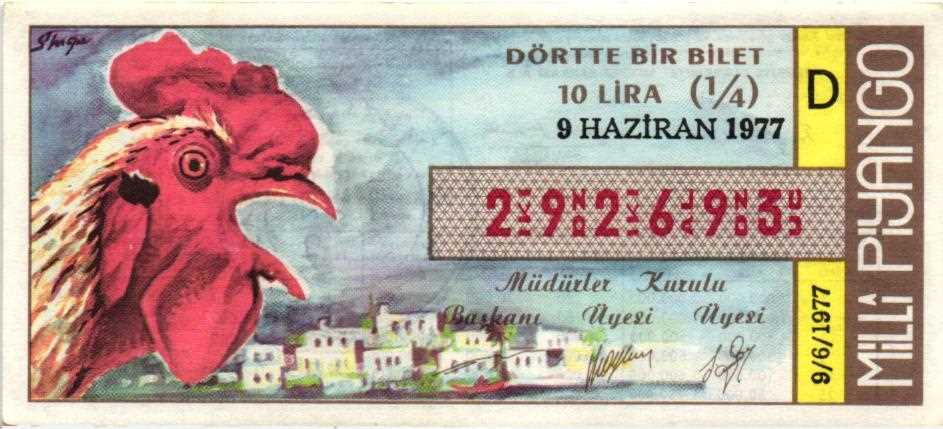 DÖRTTE BİR BİLET
10 LİRA (1/4)
9 HAZİRAN 1977
D
2 9 2 6 9 3
Müdürler Kurulu
Başkanı Üyesi Üyesi
9/6/1977
MİLLİ PİYANGO